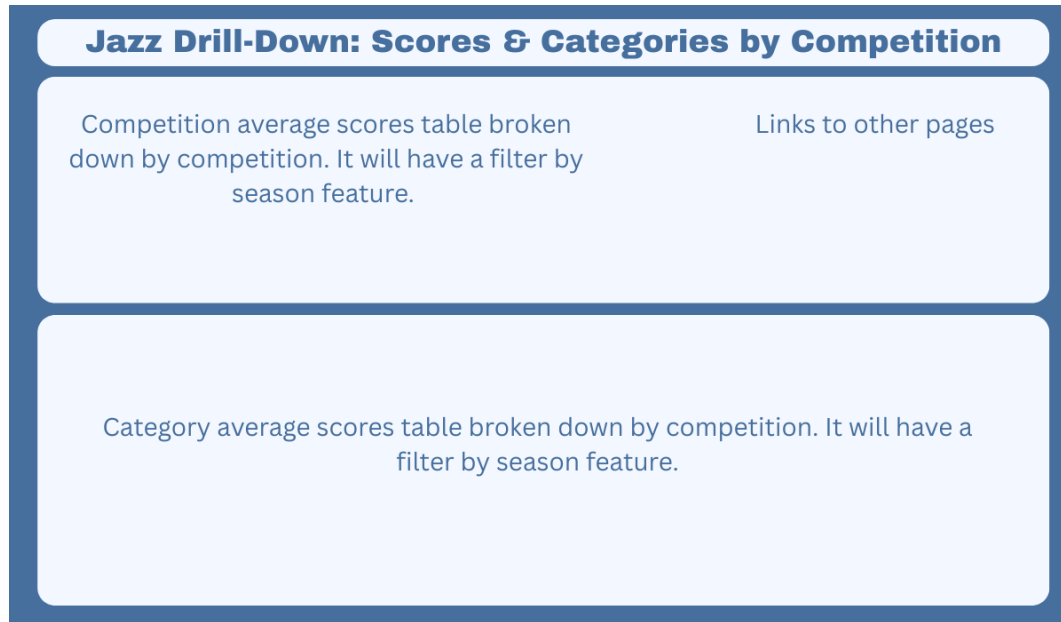 Jazz Drill-Down: Scores & Categories by Competition
Competition average scores table broken
down by competition. It will have a filter by
season feature.
Links to other pages
Category average scores table broken down by competition. It will have a
filter by season feature.